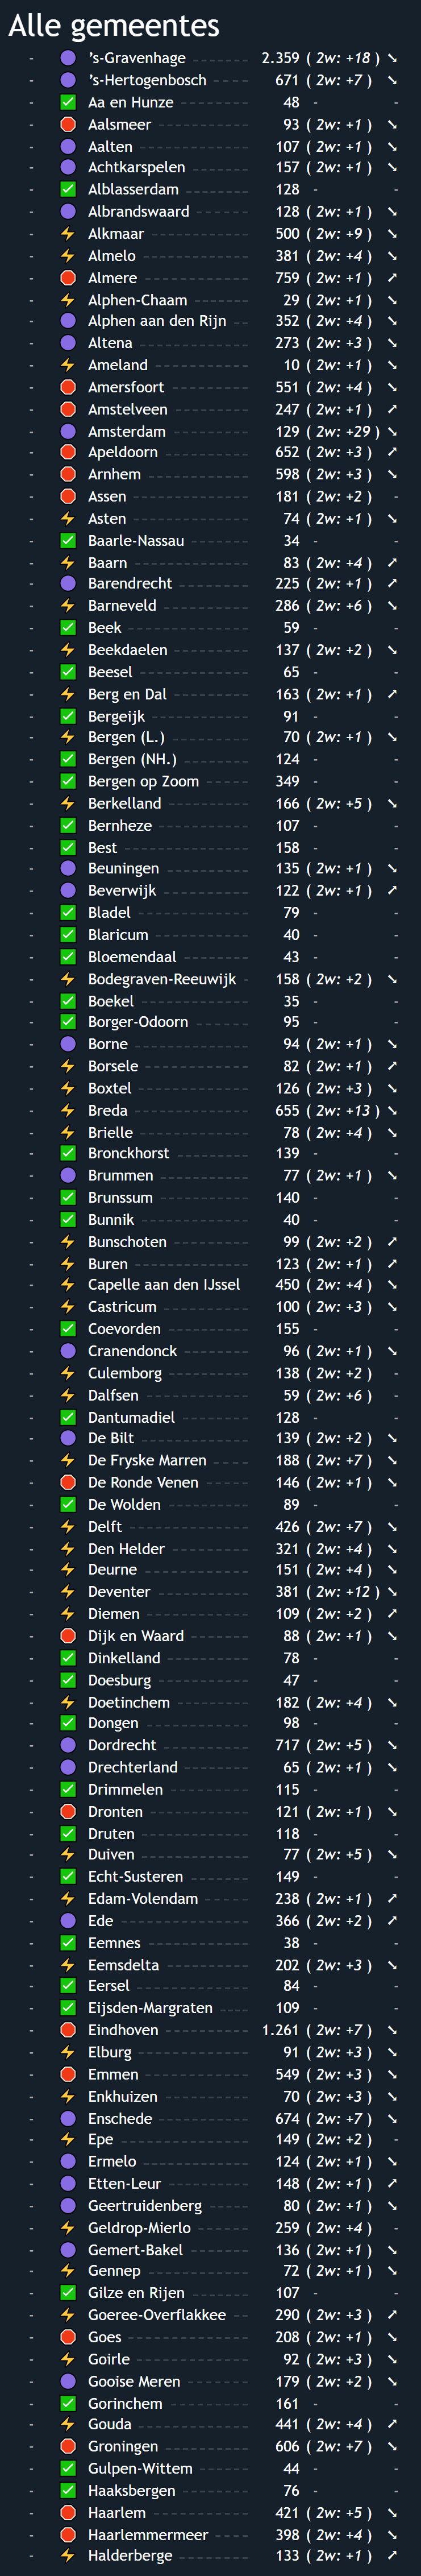 Alle gemeentes
- 's-Gravenhage 2.359 ( 2w: +18 ) ↘
- 's-Hertogenbosch 671 ( 2w: +7 ) ↘
- ✅ Aa en Hunze 48 - -
- Aalsmeer 93 ( 2w: +1 ) ↘
- Aalten 107 ( 2w: +1 ) ↘
- Achtkarspelen 157 ( 2w: +1 ) ↘
- ✅ Alblasserdam 128 - -
- Albrandswaard 128 ( 2w: +1 ) ↘
- ⚡ Alkmaar 500 ( 2w: +9 ) ↘
- ⚡ Almelo 381 ( 2w: +4 ) ↘
- Almere 759 ( 2w: +1 ) ↗
- ⚡ Alphen-Chaam 29 ( 2w: +1 ) ↘
- Alphen aan den Rijn 352 ( 2w: +4 ) ↘
- Altena 273 ( 2w: +3 ) ↘
- ⚡ Ameland 10 ( 2w: +1 ) ↘
- Amersfoort 551 ( 2w: +4 ) ↘
- Amstelveen 247 ( 2w: +1 ) ↗
- Amsterdam 129 ( 2w: +29 ) ↘
- Apeldoorn 652 ( 2w: +3 ) ↗
- Arnhem 598 ( 2w: +3 ) ↘
- Assen 181 ( 2w: +2 ) -
- ⚡ Asten 74 ( 2w: +1 ) ↘
- ✅ Baarle-Nassau 34 - -
- ⚡ Baarn 83 ( 2w: +4 ) ↗
- Barendrecht 225 ( 2w: +1 ) ↗
- ⚡ Barneveld 286 ( 2w: +6 ) ↘
- ✅ Beek 59 - -
- ⚡ Beekdaelen 137 ( 2w: +2 ) ↘
- ✅ Beesel 65 - -
- ⚡ Berg en Dal 163 ( 2w: +1 ) ↗
- ✅ Bergeijk 91 - -
- ⚡ Bergen (L.) 70 ( 2w: +1 ) ↘
- ✅ Bergen (NH.) 124 - -
- ✅ Bergen op Zoom 349 - -
- ⚡ Berkelland 166 ( 2w: +5 ) ↘
- ✅ Bernheze 107 - -
- ✅ Best 158 - -
- Beuningen 135 ( 2w: +1 ) ↘
- Beverwijk 122 ( 2w: +1 ) ↗
- ✅ Bladel 79 - -
- ✅ Blaricum 40 - -
- ✅ Bloemendaal 43 - -
- ⚡ Bodegraven-Reeuwijk 158 ( 2w: +2 ) ↘
- ✅ Boekel 35 - -
- ✅ Borger-Odoorn 95 - -
- Borne 94 ( 2w: +1 ) ↘
- ⚡ Borsele 82 ( 2w: +1 ) ↗
- ⚡ Boxtel 126 ( 2w: +3 ) ↘
- ⚡ Breda 655 ( 2w: +13 ) ↘
- ⚡ Brielle 78 ( 2w: +4 ) ↘
- ✅ Bronckhorst 139 - -
- Brummen 77 ( 2w: +1 ) ↘
- ✅ Brunssum 140 - -
- ✅ Bunnik 40 - -
- ⚡ Bunschoten 99 ( 2w: +2 ) ↗
- ⚡ Buren 123 ( 2w: +1 ) ↗
- ⚡ Capelle aan den IJssel 450 ( 2w: +4 ) ↘
- ⚡ Castricum 100 ( 2w: +3 ) ↘
- ✅ Coevorden 155 - -
- Cranendonck 96 ( 2w: +1 ) ↘
- ⚡ Culemborg 138 ( 2w: +2 ) -
- ⚡ Dalfsen 59 ( 2w: +6 ) -
- ✅ Dantumadiel 128 - -
- De Bilt 139 ( 2w: +2 ) ↘
- ⚡ De Fryske Marren 188 ( 2w: +7 ) ↘
- De Ronde Venen 146 ( 2w: +1 ) ↘
- ✅ De Wolden 89 - -
- ⚡ Delft 426 ( 2w: +7 ) ↘
- ⚡ Den Helder 321 ( 2w: +4 ) ↘
- ⚡ Deurne 151 ( 2w: +4 ) ↘
- ⚡ Deventer 381 ( 2w: +12 ) ↘
- ⚡ Diemen 109 ( 2w: +2 ) ↗
- Dijk en Waard 88 ( 2w: +1 ) ↘
- ✅ Dinkelland 78 - -
- ✅ Doesburg 47 - -
- ⚡ Doetinchem 182 ( 2w: +4 ) ↘
- ✅ Dongen 98 - -
- Dordrecht 717 ( 2w: +5 ) ↘
- Drechterland 65 ( 2w: +1 ) ↘
- ✅ Drimmelen 115 - -
- Dronten 121 ( 2w: +1 ) ↘
- ✅ Druten 118 - -
- ⚡ Duiven 77 ( 2w: +5 ) ↘
- ✅ Echt-Susteren 149 - -
- ⚡ Edam-Volendam 238 ( 2w: +1 ) ↗
- Ede 366 ( 2w: +2 ) ↗
- ✅ Eemnes 38 - -
- ⚡ Eemsdelta 202 ( 2w: +3 ) ↘
- ✅ Eersel 84 - -
- ✅ Eijsden-Margraten 109 - -
- Eindhoven 1.261 ( 2w: +7 ) ↘
- ⚡ Elburg 91 ( 2w: +3 ) ↘
- Emmen 549 ( 2w: +3 ) ↘
- ⚡ Enkhuizen 70 ( 2w: +3 ) ↘
- Enschede 674 ( 2w: +7 ) ↘
- ⚡ Epe 149 ( 2w: +2 ) -
- Ermelo 124 ( 2w: +1 ) ↘
- Etten-Leur 148 ( 2w: +1 ) ↗
- Geertruidenberg 80 ( 2w: +1 ) ↘
- ⚡ Geldrop-Mierlo 259 ( 2w: +4 ) -
- Gemert-Bakel 136 ( 2w: +1 ) ↘
- ⚡ Gennep 72 ( 2w: +1 ) ↘
- ✅ Gilze en Rijen 107 - -
- ⚡ Goeree-Overflakkee 290 ( 2w: +3 ) ↗
- Goes 208 ( 2w: +1 ) ↘
- ⚡ Goirle 92 ( 2w: +3 ) ↘
- Gooise Meren 179 ( 2w: +2 ) ↘
- ✅ Gorinchem 161 - -
- ⚡ Gouda 441 ( 2w: +4 ) ↗
- Groningen 606 ( 2w: +7 ) ↘
- ✅ Gulpen-Wittem 44 - -
- ✅ Haaksbergen 76 - -
- Haarlem 421 ( 2w: +5 ) ↘
- Haarlemmermeer 398 ( 2w: +4 ) ↘
- ⚡ Halderberge 133 ( 2w: +1 ) ↗